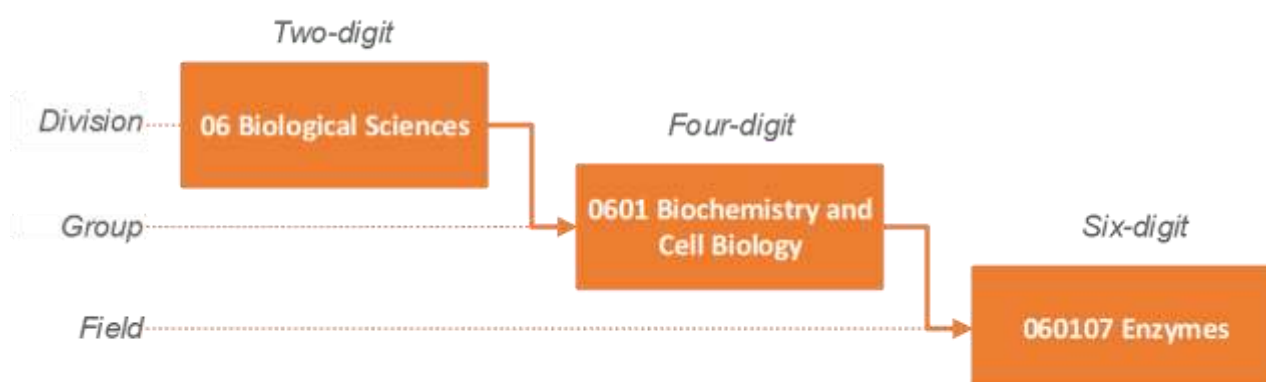 Two-digit
Division
06 Biological Sciences
Four-digit
Group
0601 Biochemistry and
Cell Biology
Six-digit
Field
060107 Enzymes